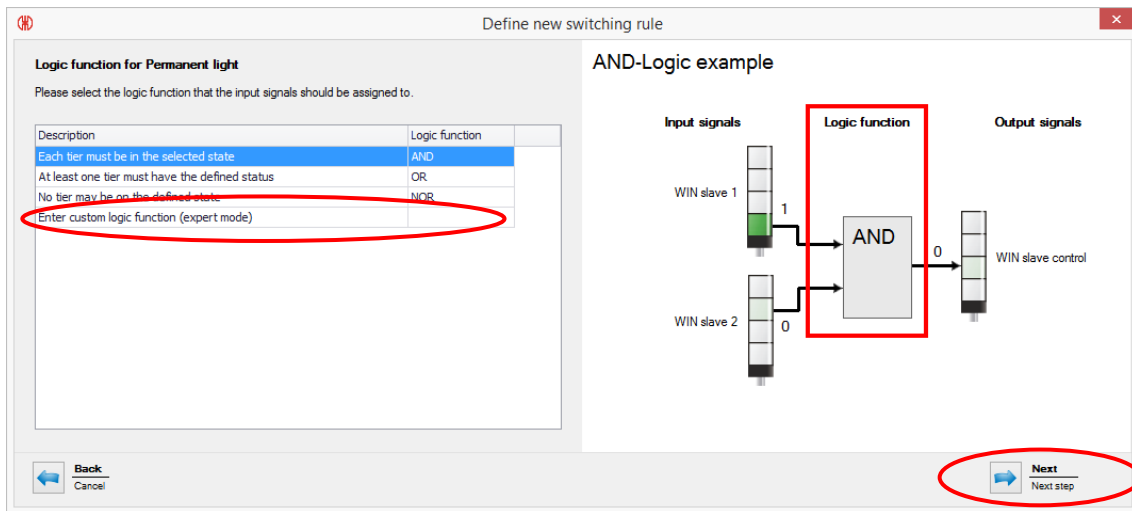 Define new switching rule
Logic function for Permanent light
Please select the logic function that the input signals should be assigned to.
Description Logic function
Each tier must be in the selected state AND
At least one tier must have the defined status OR
No tier may be on the defined state NOR
Enter custom logic function (expert mode)
AND-Logic example
Input signals Logic function Output signals
WIN slave 1
1
AND
0
WIN slave control
WIN slave 2
0
Back
Cancel
Next
Next step